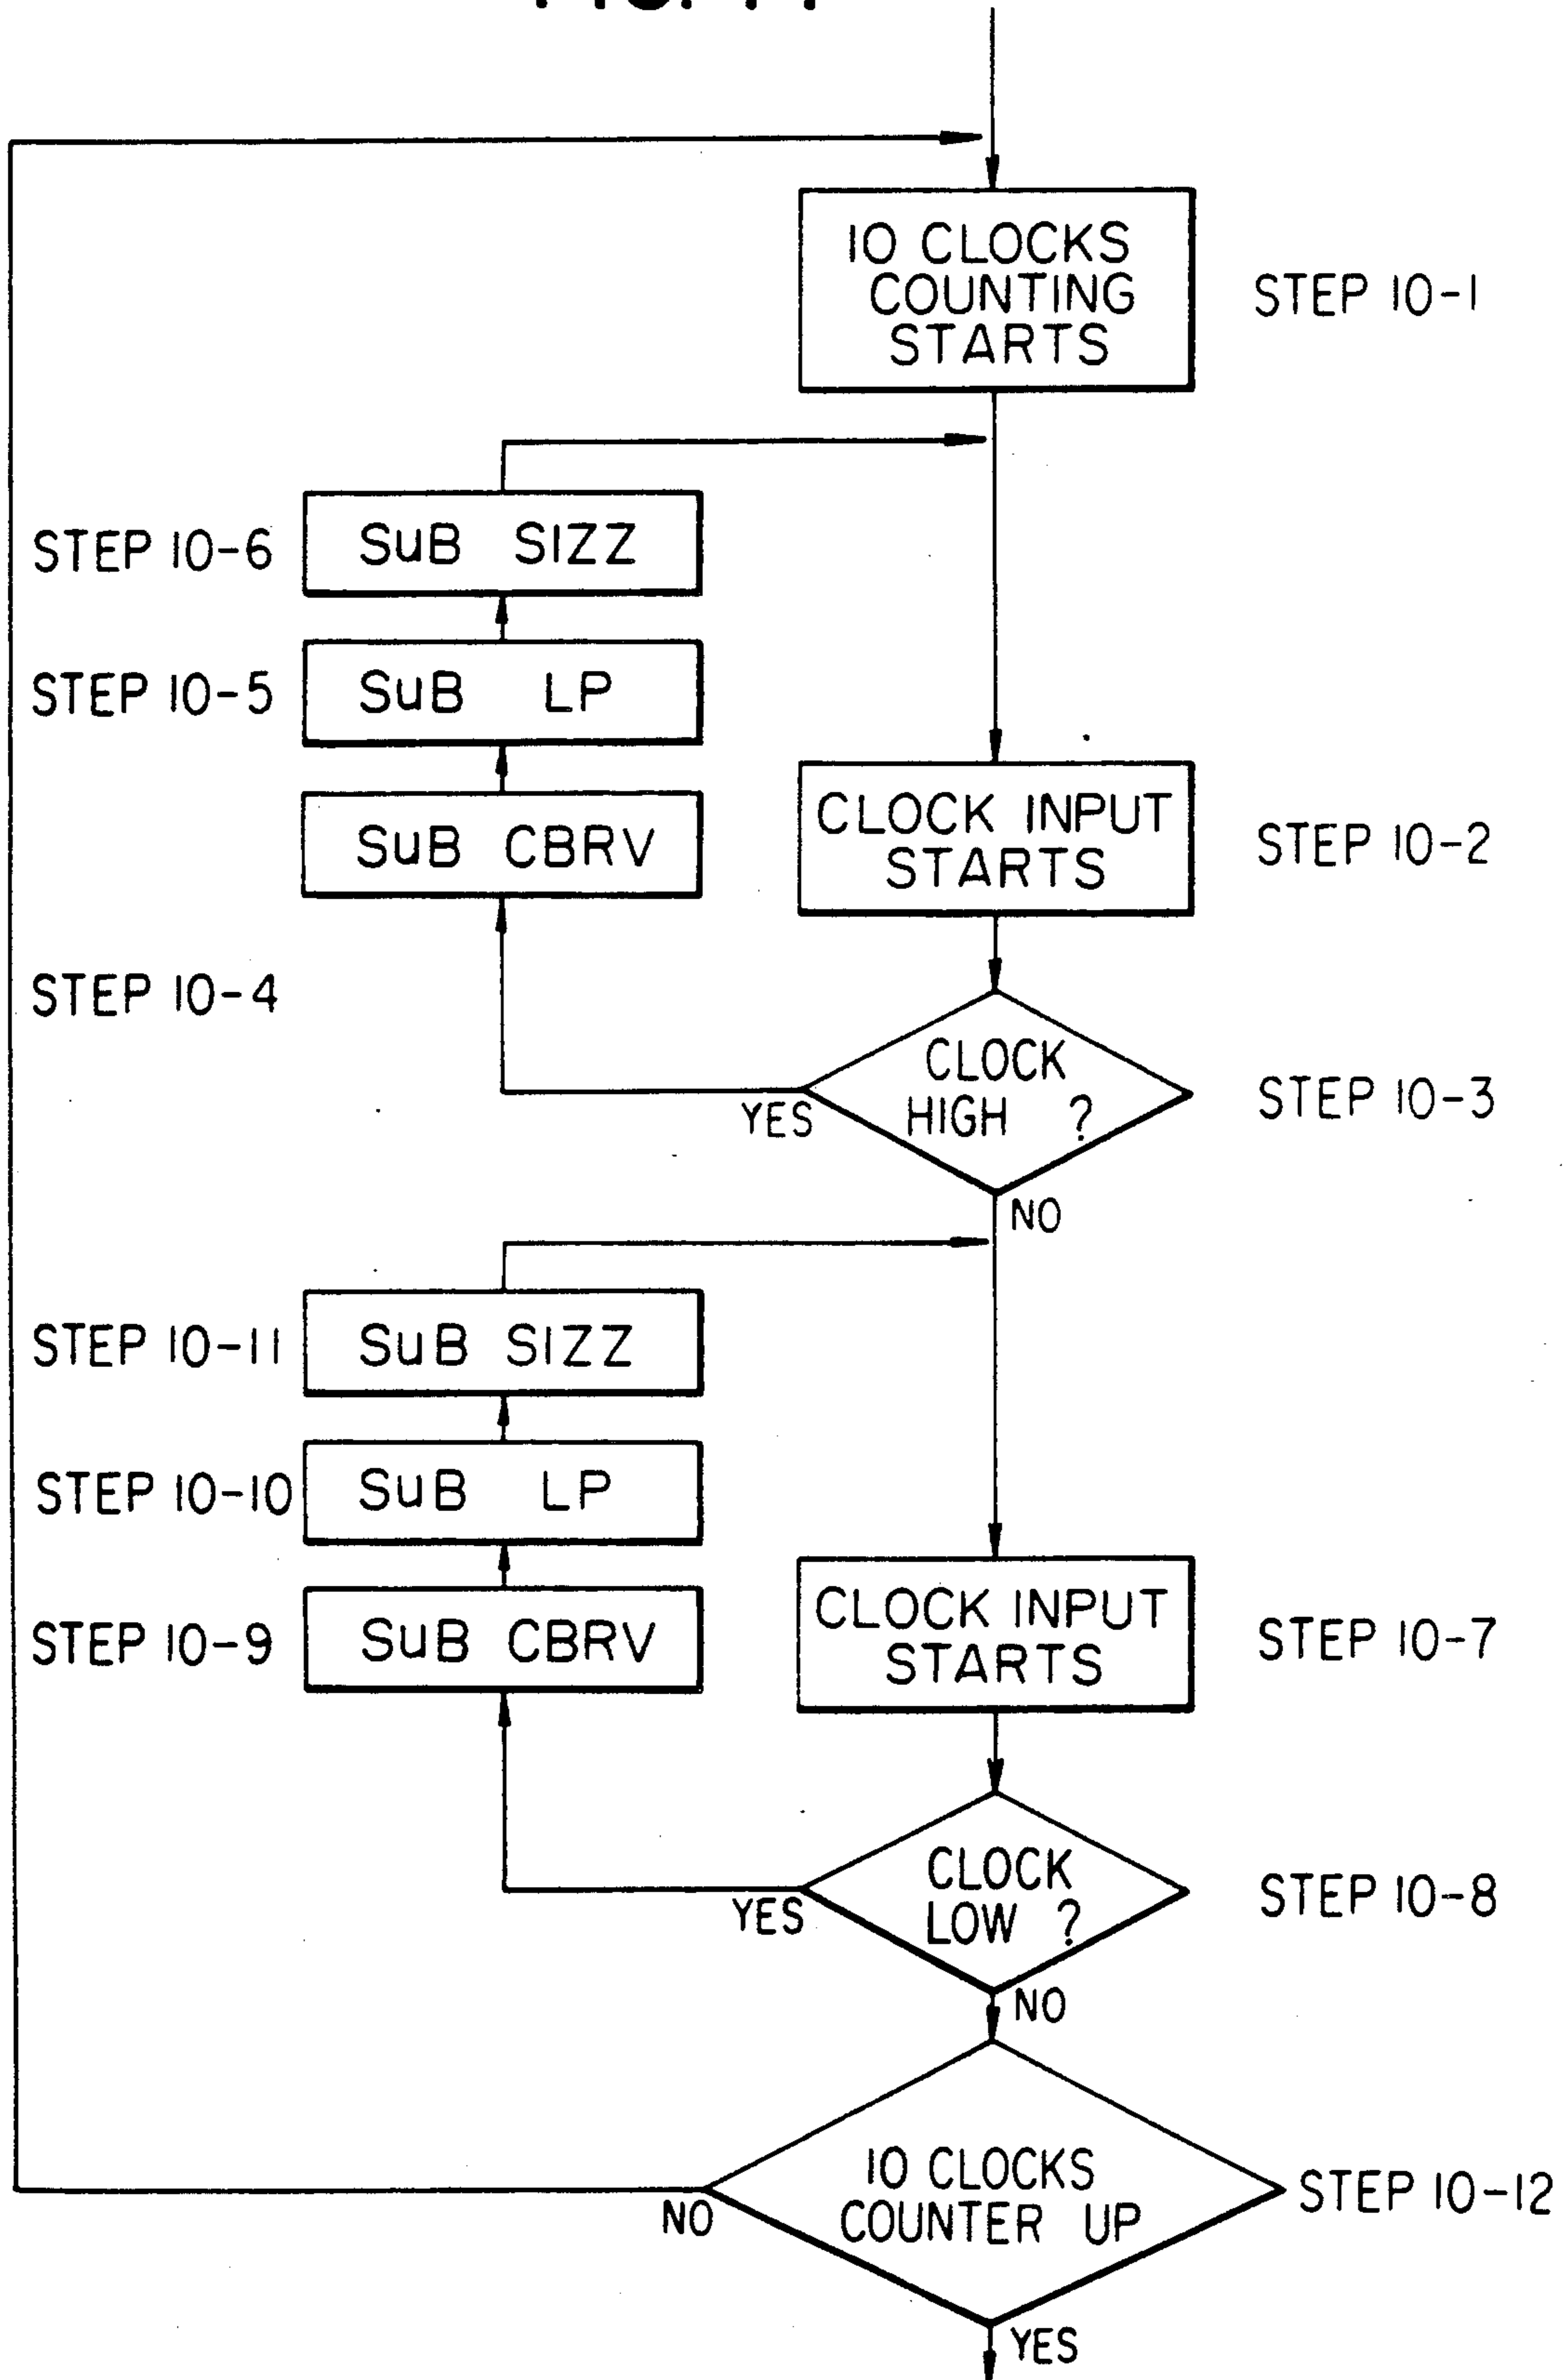 10 CLOCKS
COUNTING
STARTS
STEP 10-1
STEP 10-6
SuB SIZZ
STEP 10-5
SuB LP
SuB CBRV
CLOCK INPUT
STARTS
STEP 10-2
STEP 10-4
CLOCK
HIGH ?
YES
STEP 10-3
NO
STEP 10-11
SuB SIZZ
STEP 10-10
SuB LP
STEP 10-9
SuB CBRV
CLOCK INPUT
STARTS
STEP 10-7
CLOCK
LOW ?
YES
STEP 10-8
NO
10 CLOCKS
COUNTER UP
STEP 10-12
NO
YES